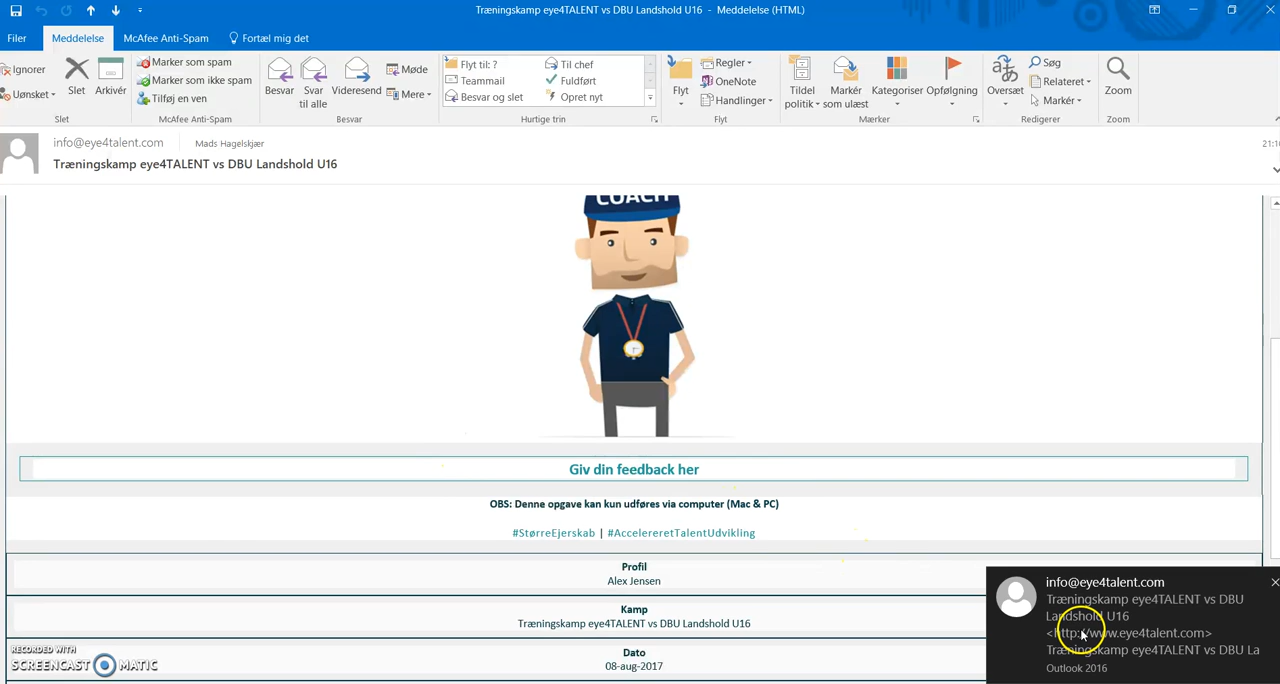 Træningskamp eye4TALENT vs DBU Landshold U16 - Meddelelse (HTML)
Filer Meddelelse McAfee Anti-Spam Fortæl mig det
Ignorer
Uønsket
Slet
Arkivér
Slet
Marker som spam
Marker som ikke spam
Tilføj en ven
McAfee Anti-Spam
Besvar
Svar
til alle
Videresend
Møde
Mere
Besvar
Flyt til: ?
Teammail
Besvar og slet
Til chef
Fuldført
Opret nyt
Hurtige trin
Flyt
Regler
OneNote
Handlinger
Flyt
Tildel
politik
Markér
som ulæst
Kategoriser
Opfølgning
Mærker
Oversæt
Søg
Relateret
Markér
Redigerer
Zoom
Zoom
info@eye4talent.com Mads Hagelskjær
Træningskamp eye4TALENT vs DBU Landshold U16
COACH
Giv din feedback her
OBS: Denne opgave kan kun udføres via computer (Mac & PC)
#StørreEjerskab | #AccelereretTalentUdvikling
Profil
Alex Jensen
Kamp
Træningskamp eye4TALENT vs DBU Landshold U16
Dato
08-aug-2017
info@eye4talent.com
Træningskamp eye4TALENT vs DBU
Landshold U16
<http://www.eye4talent.com>
Træningskamp eye4TALENT vs DBU La
Outlook 2016
RECORDED WITH
SCREENCAST MATIC